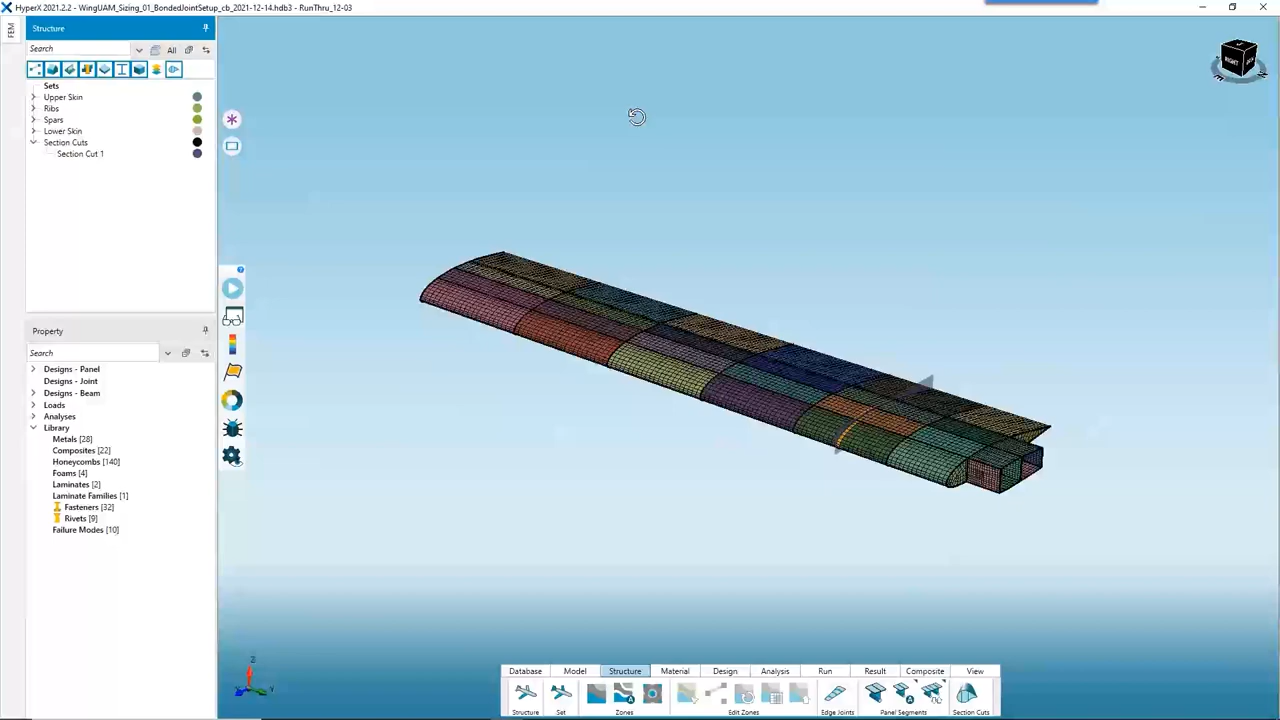 HyperX 2021.2.2 - WingUAM_Sizing_01_BondedJointSetup_cb_2021-12-14.hdb3 - RunThru_12-03
FEM
Structure
Search
All
Sets
Upper Skin
Ribs
Spars
Lower Skin
Section Cuts
Section Cut 1
Property
Search
Designs - Panel
Designs - Joint
Designs - Beam
Loads
Analyses
Library
Metals [28]
Composites [22]
Honeycombs [140]
Foams [4]
Laminates [2]
Laminate Families [1]
Fasteners [32]
Rivets [9]
Failure Modes [10]
RIGHT
Z
Y
Database Model Structure Material Design Analysis Run Result Composite View
Structure Set Zones Edit Zones Edge Joints Panel Segments Section Cuts